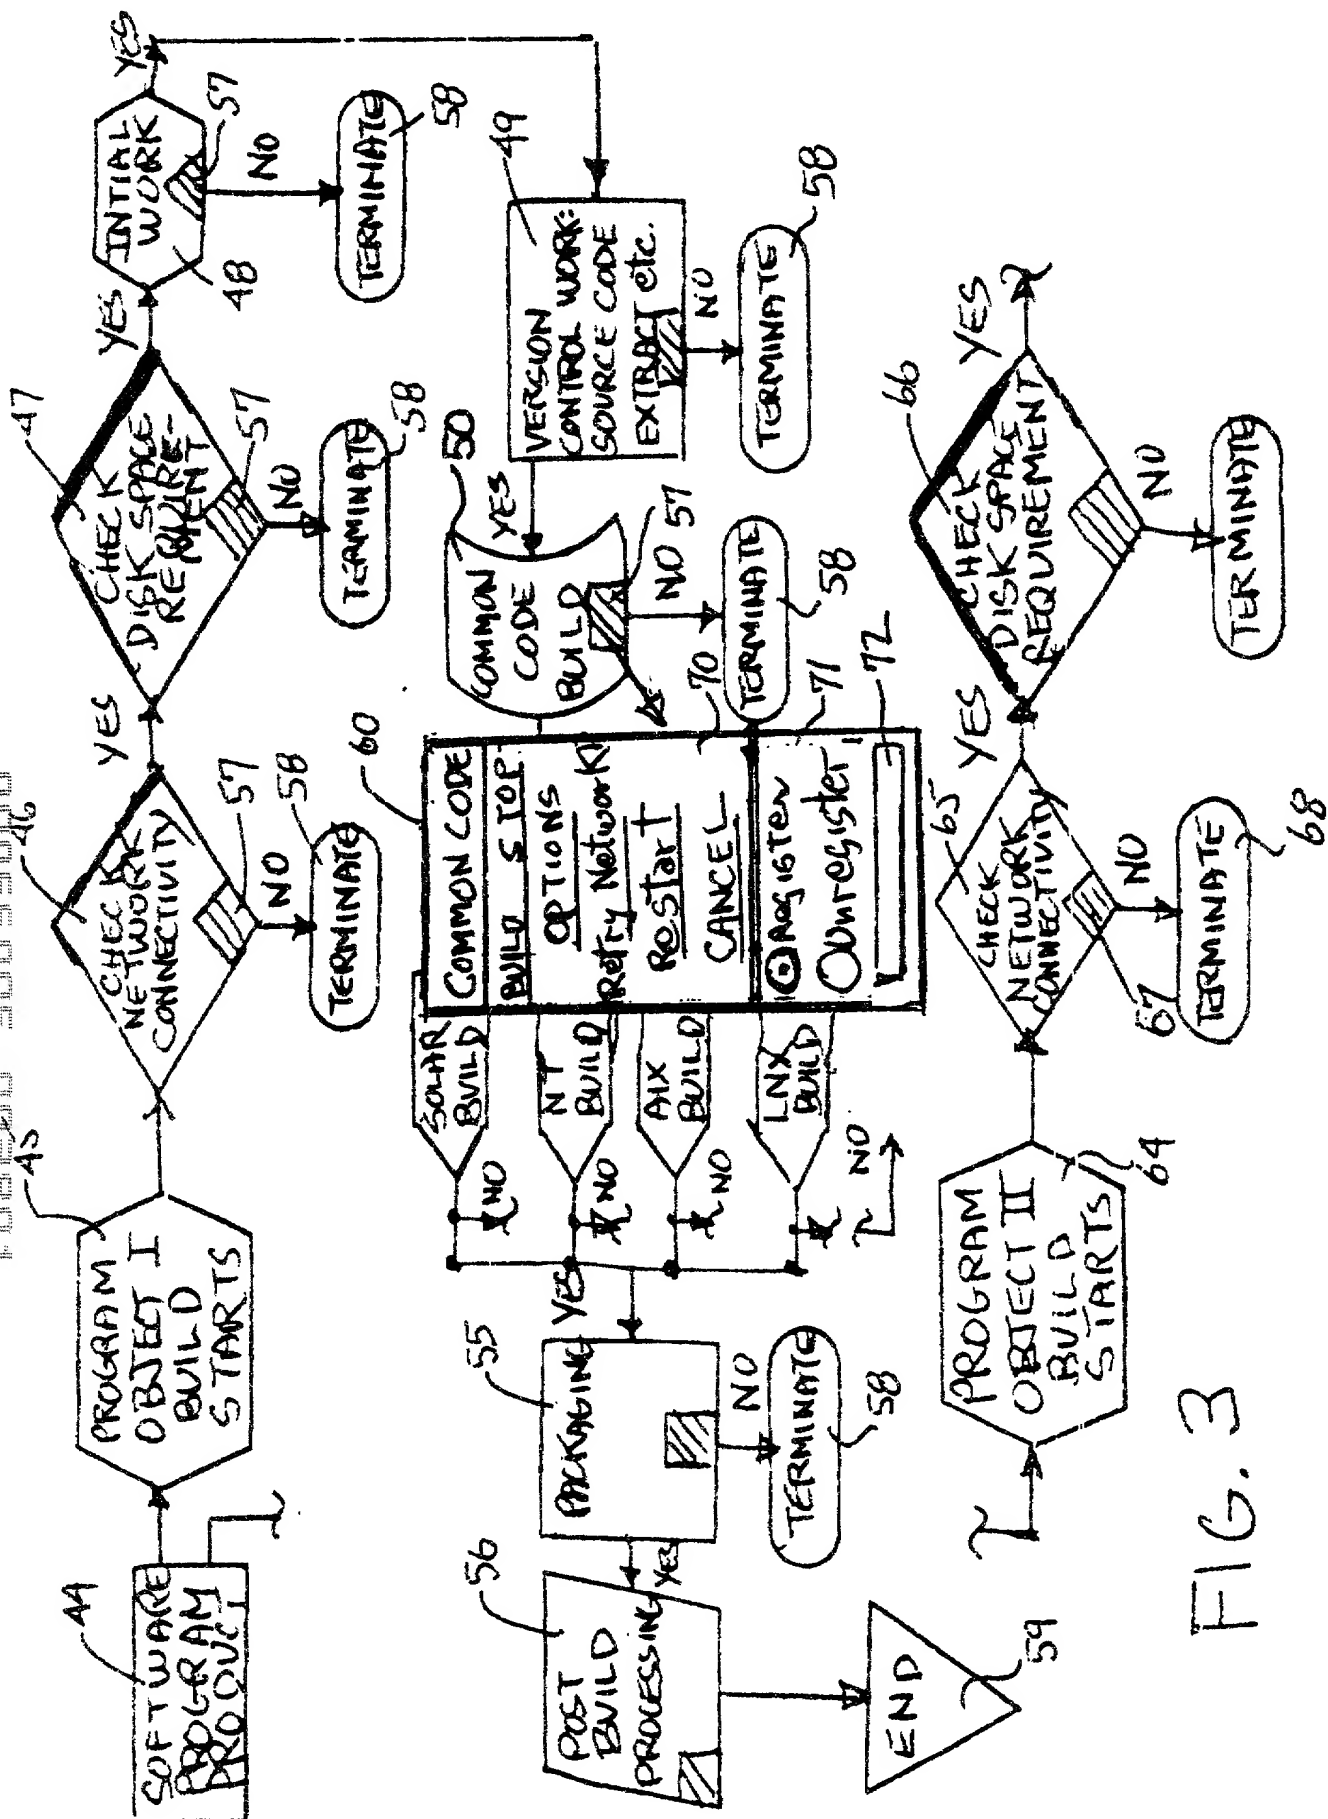 44
SOFTWARE
PROGRAM
PRODUCT
45
PROGRAM
OBJECT I
BUILD
STARTS
46
CHECK
NETWORK
CONNECTIVITY
57
NO
58
TERMINATE
YES
47
CHECK
DISK SPACE
REQUIRE-
MENT
57
NO
TERMINATE
58
YES
INTIAL
WORK
48
57
NO
TERMINATE
58
YES
49
VERSION
CONTROL WORK:
SOURCE CODE
EXTRACT etc.
NO
TERMINATE
58
YES
50
COMMON
CODE
BUILD
57
NO
TERMINATE
58
60
COMMON CODE
BUILD STOP
OPTIONS
Retry Network
Restart
CANCEL
70
Unregister
71
72
SOLAR
BUILD
NO
NT
BUILD
NO
AIX
BUILD
NO
LNX
BUILD
NO
YES
55
PACKAGING
NO
TERMINATE
58
YES
56
POST
BUILD
PROCESSING
END
59
PROGRAM
OBJECT II
BUILD
STARTS
64
65
CHECK
NETWORK
CONNECTIVITY
67
NO
TERMINATE
68
YES
66
CHECK
DISK SPACE
REQUIREMENT
NO
TERMINATE
YES
FIG. 3